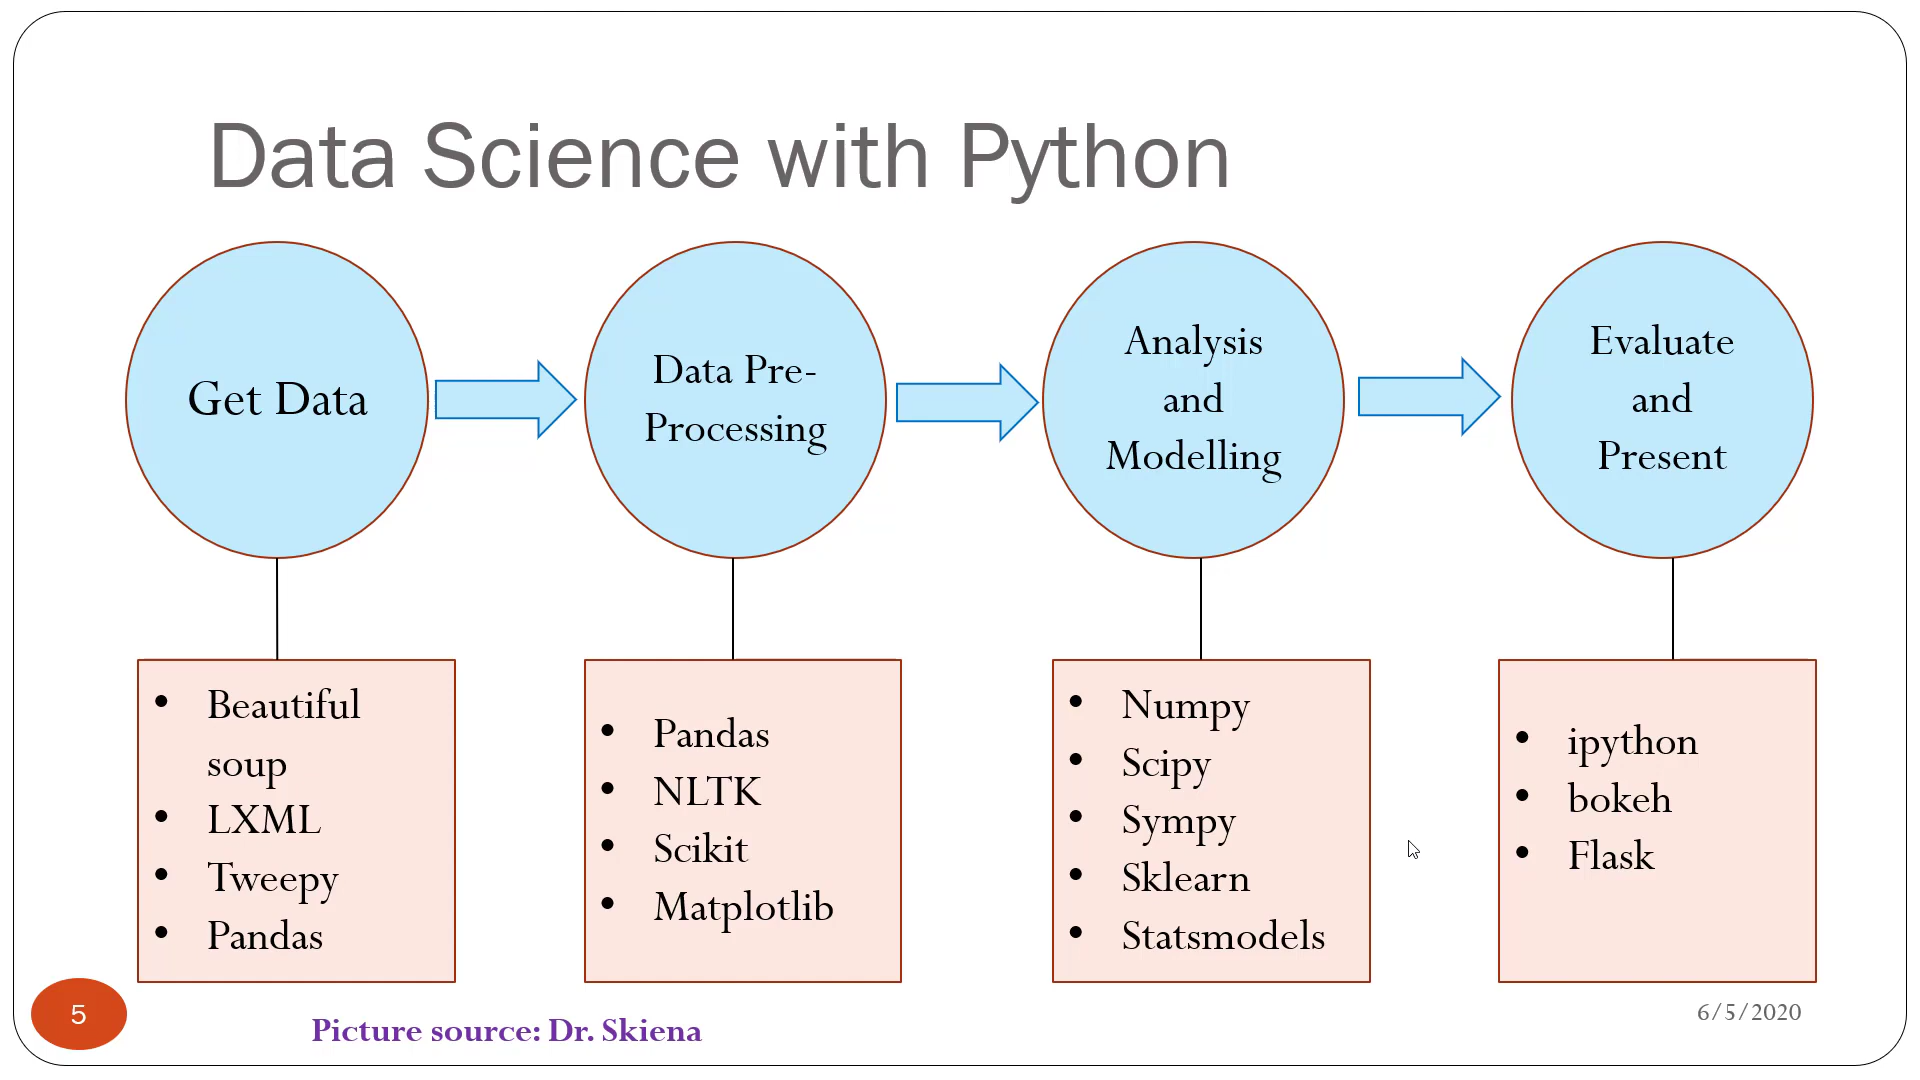 Data Science with Python
Get Data
Data Pre-
Processing
Analysis
and
Modelling
Evaluate
and
Present
• Beautiful
soup
• LXML
• Tweepy
• Pandas
• Pandas
• NLTK
• Scikit
• Matplotlib
• Numpy
• Scipy
• Sympy
• Sklearn
• Statsmodels
• ipython
• bokeh
• Flask
5
Picture source: Dr. Skiena
6/5/2020